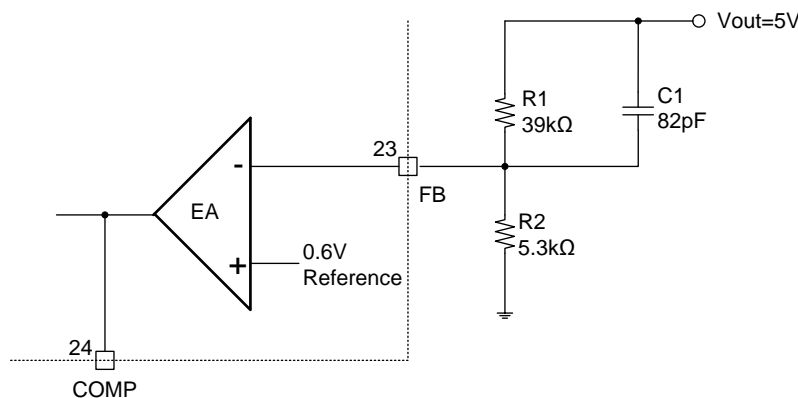 Vout=5V
R1
39kΩ
C1
82pF
23
-
FB
EA
R2
5.3kΩ
+
0.6V
Reference
24
COMP